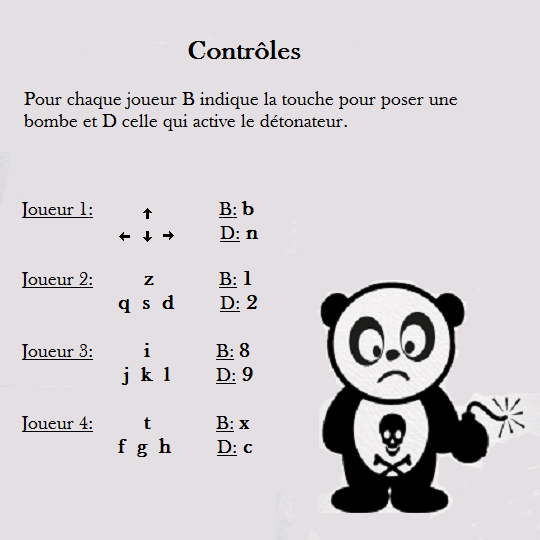 Contrôles
Pour chaque joueur B indique la touche pour poser une
bombe et D celle qui active le détonateur.
Joueur 1: ↑ B: b
← ↓ → D: n
Joueur 2: z B: 1
q s d D: 2
Joueur 3: i B: 8
j k l D: 9
Joueur 4: t B: x
f g h D: c